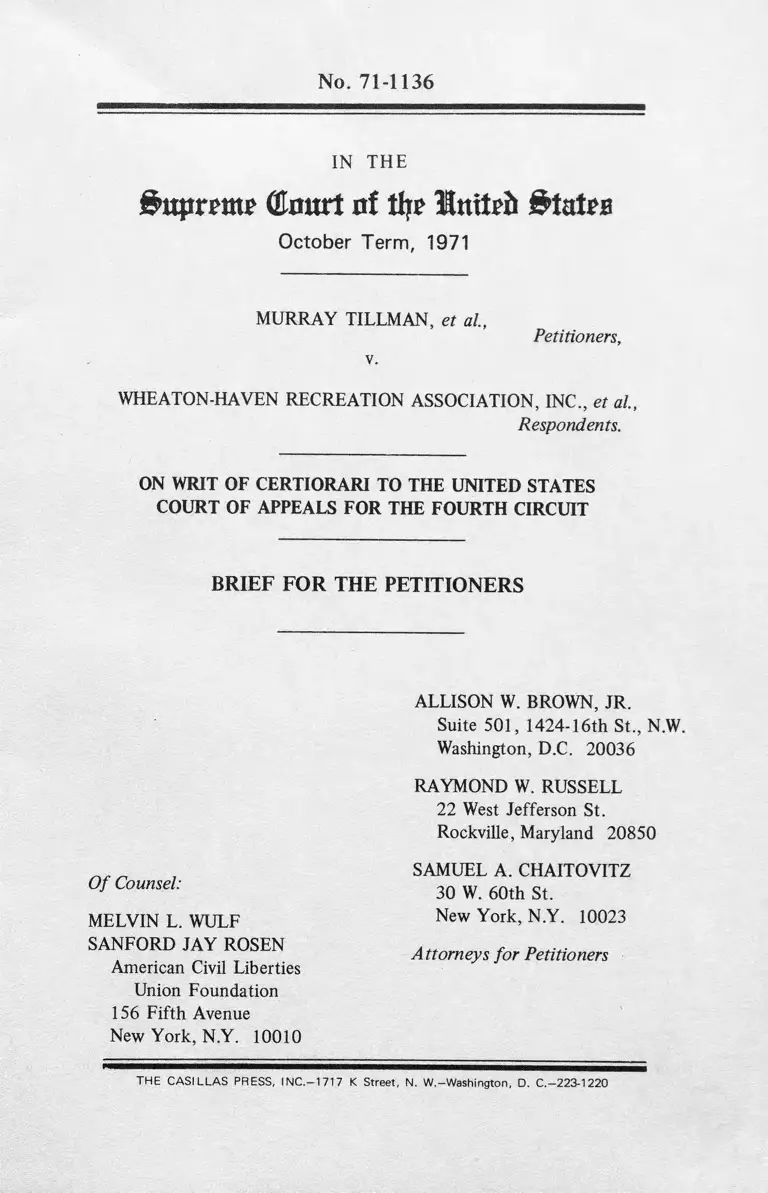 No. 71-1136
IN THE
Supreme Court of the United States
October Term, 1971
MURRAY TILLMAN, et al.,
Petitioners,
v.
WHEATON-HAVEN RECREATION ASSOCIATION, INC., et al.,
Respondents.
ON WRIT OF CERTIORARI TO THE UNITED STATES
COURT OF APPEALS FOR THE FOURTH CIRCUIT
BRIEF FOR THE PETITIONERS
ALLISON W. BROWN, JR.
Suite 501, 1424-16th St., N.W.
Washington, D.C. 20036
RAYMOND W. RUSSELL
22 West Jefferson St.
Rockville, Maryland 20850
SAMUEL A. CHAITOVITZ
30 W. 60th St.
New York, N.Y. 10023
Attorneys for Petitioners
Of Counsel:
MELVIN L. WULF
SANFORD JAY ROSEN
American Civil Liberties
Union Foundation
156 Fifth Avenue
New York, N.Y. 10010
THE CASILLAS PRESS, INC.–1717 K Street, N. W.–Washington, D. C.–223-1220